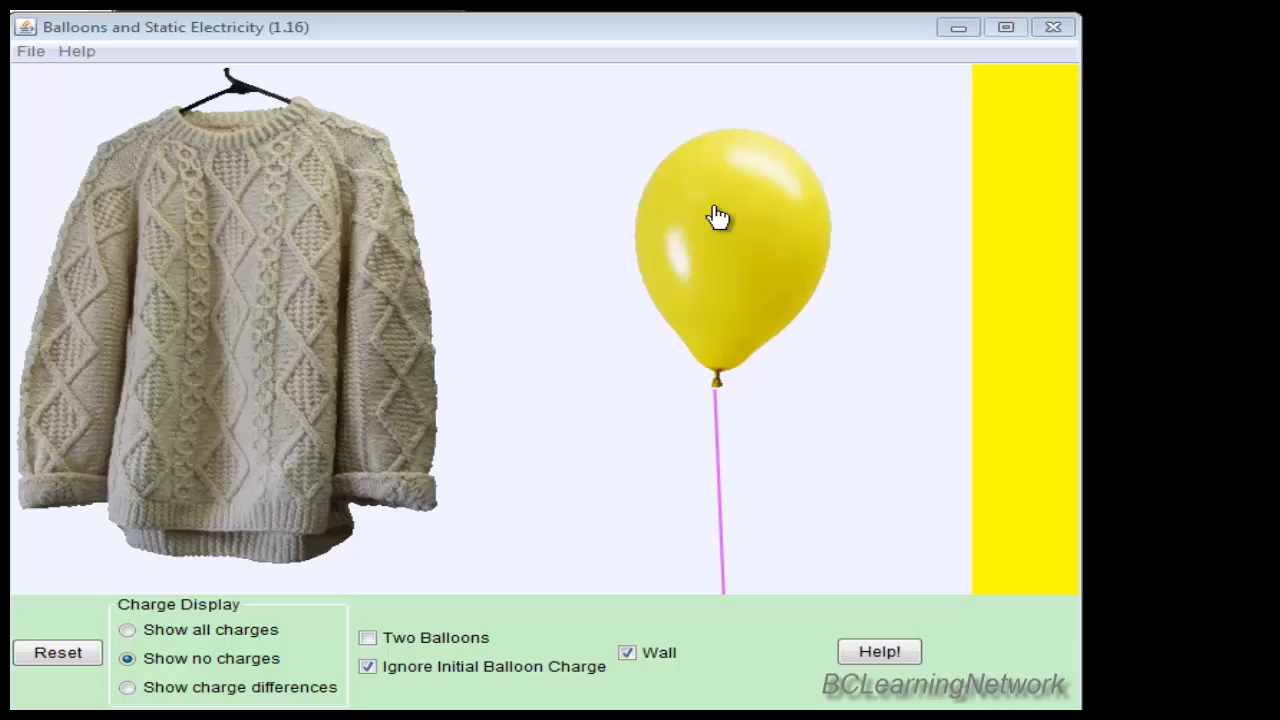 Balloons and Static Electricity (1.16)
File Help
Charge Display
Show all charges
Show no charges
Show charge differences
Reset
Two Balloons
Ignore Initial Balloon Charge
Wall
Help!
BCLearningNetwork